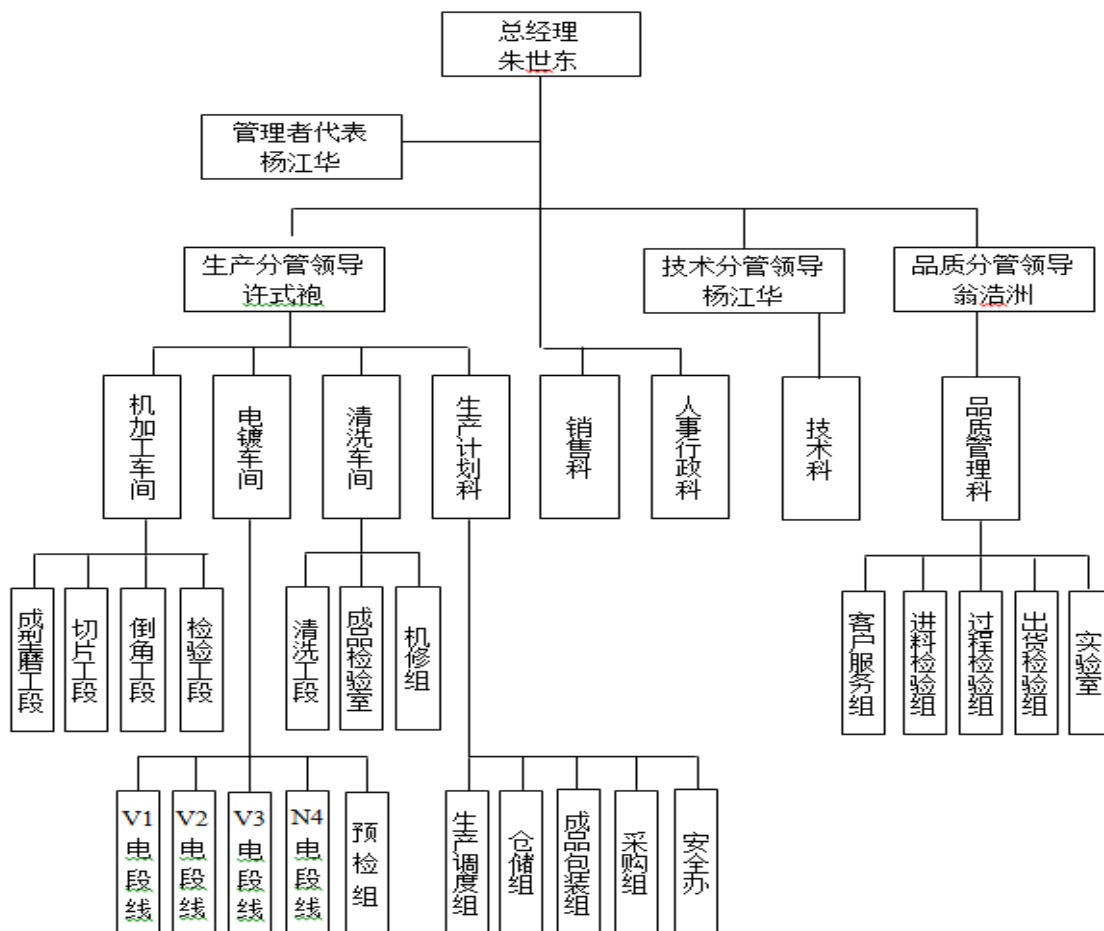 总经理
朱世东
管理者代表
杨江华
生产分管领导
许式袍
技术分管领导
杨江华
品质分管领导
翁浩洲
机加工车间
电镀车间
清洗车间
生产计划科
销售科
人事行政科
技术科
品质管理科
成型磨工段
切片工段
倒角工段
检验工段
清洗工段
成品检验室
机修组
客户服务组
进料检验组
过程检验组
出货检验组
实验室
V1电段线
V2电段线
V3电段线
N4电段线
预检组
生产调度组
仓储组
成品包装组
采购组
安全办